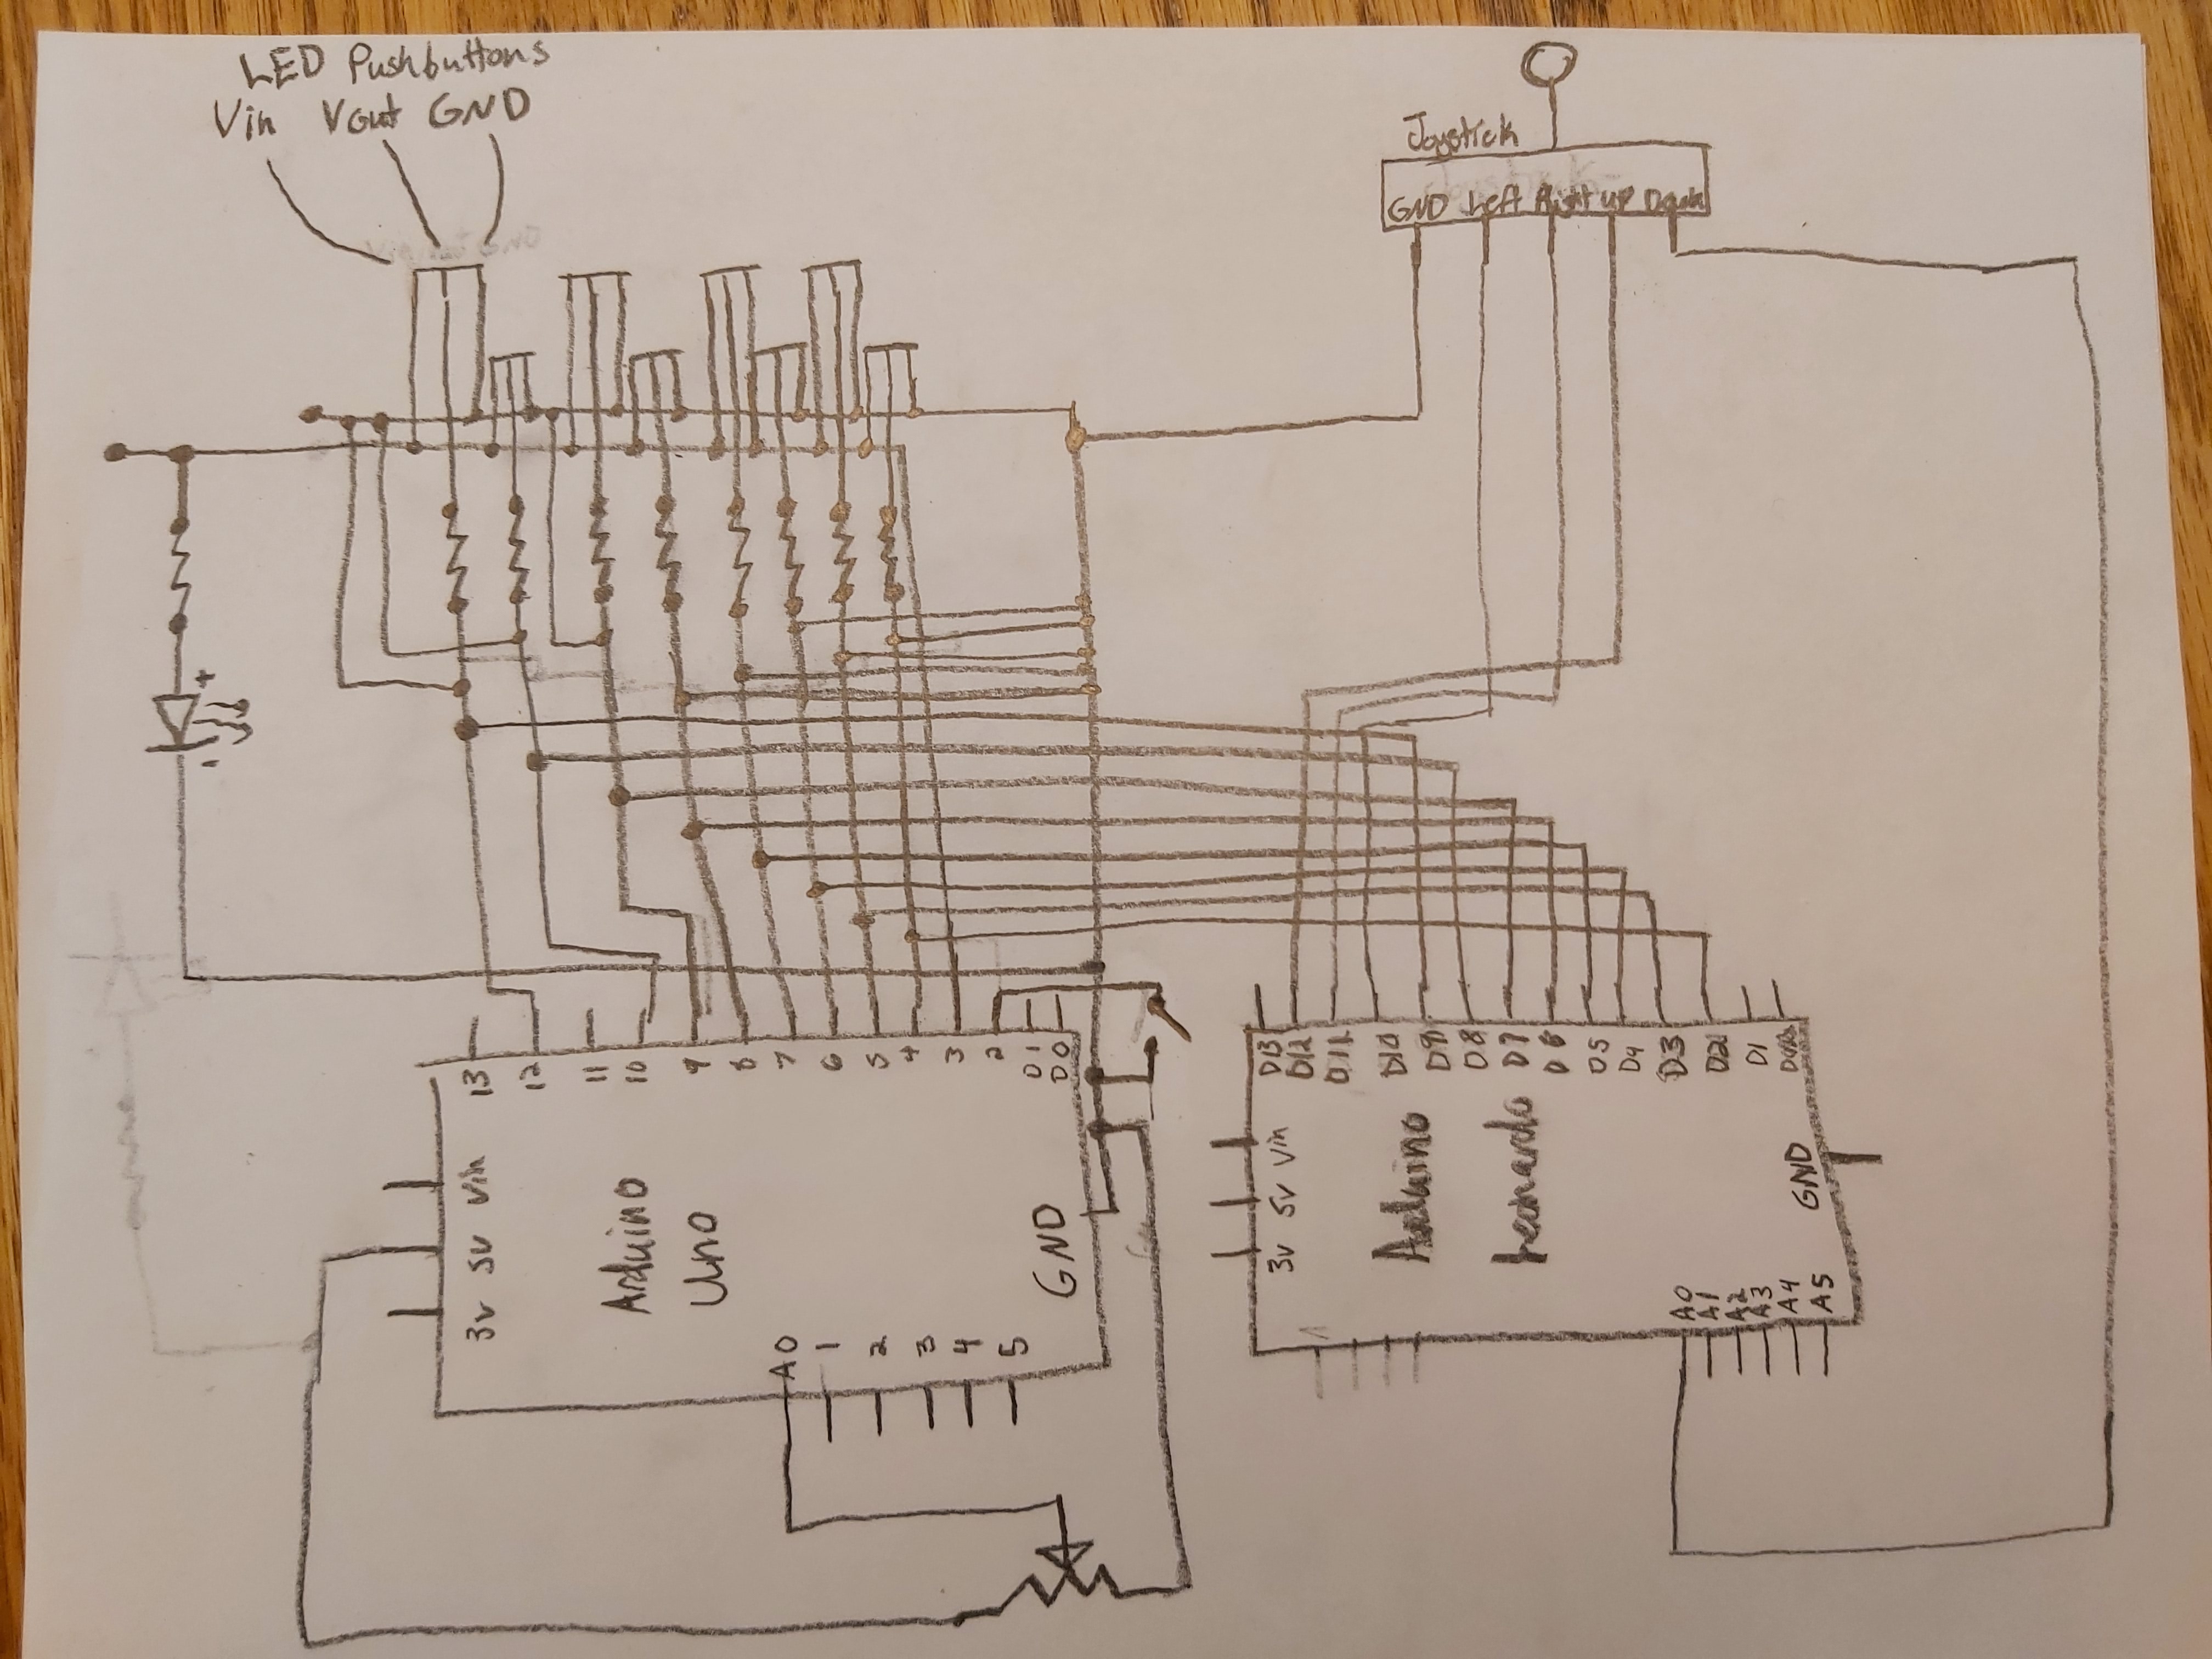 LED Pushbuttons
Vin Vout GND
Joystick
GND Left Right up Down
13 12 11 10 9 8 7 6 5 4 3 2 D1 D0
Vin
5V
3V
Arduino
Uno
GND
A0 1 2 3 4 5
D13 D12 D11 D10 D9 D8 D7 D6 D5 D4 D3 D2 D1
Vin
5V
3V
Arduino
Leonardo
GND
A0 A1 A2 A3 A4 A5
+
-